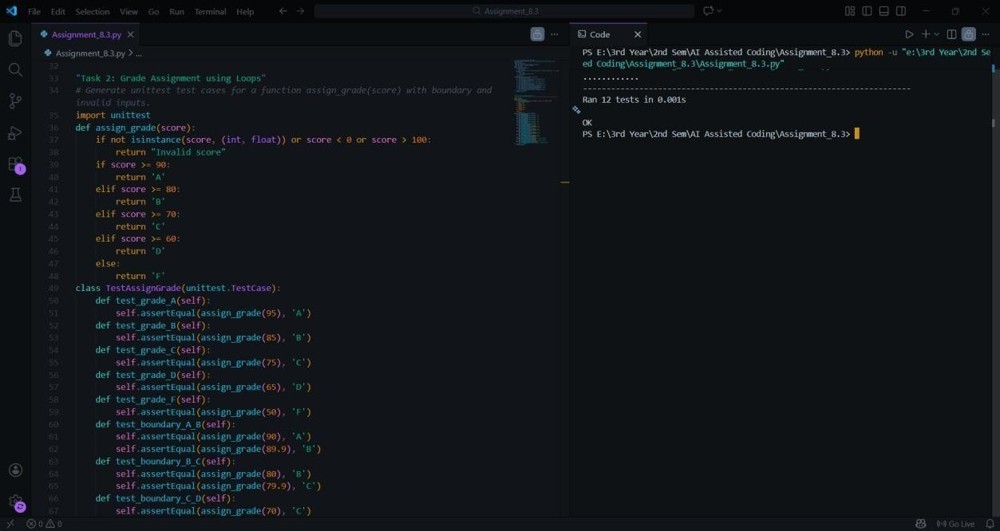 File Edit Selection View Go Run Terminal Help
Assignment_8.3
Assignment_8.3.py
Assignment_8.3.py > ...
32
33 "Task 2: Grade Assignment using Loops"
34 # Generate unittest test cases for a function assign_grade(score) with boundary and
invalid inputs.
35 import unittest
36 def assign_grade(score):
37 if not isinstance(score, (int, float)) or score < 0 or score > 100:
38 return "Invalid score"
39 if score >= 90:
40 return 'A'
41 elif score >= 80:
42 return 'B'
43 elif score >= 70:
44 return 'C'
45 elif score >= 60:
46 return 'D'
47 else:
48 return 'F'
49 class TestAssignGrade(unittest.TestCase):
50 def test_grade_A(self):
51 self.assertEqual(assign_grade(95), 'A')
52 def test_grade_B(self):
53 self.assertEqual(assign_grade(85), 'B')
54 def test_grade_C(self):
55 self.assertEqual(assign_grade(75), 'C')
56 def test_grade_D(self):
57 self.assertEqual(assign_grade(65), 'D')
58 def test_grade_F(self):
59 self.assertEqual(assign_grade(50), 'F')
60 def test_boundary_A_B(self):
61 self.assertEqual(assign_grade(90), 'A')
62 self.assertEqual(assign_grade(89.9), 'B')
63 def test_boundary_B_C(self):
64 self.assertEqual(assign_grade(80), 'B')
65 self.assertEqual(assign_grade(79.9), 'C')
66 def test_boundary_C_D(self):
67 self.assertEqual(assign_grade(70), 'C')
Code
PS E:\3rd Year\2nd Sem\AI Assisted Coding\Assignment_8.3> python -u "e:\3rd Year\2nd Se
ed Coding\Assignment_8.3\Assignment_8.3.py"
............
----------------------------------------------------------------------
Ran 12 tests in 0.001s
OK
PS E:\3rd Year\2nd Sem\AI Assisted Coding\Assignment_8.3>
1
0 0
Go Live